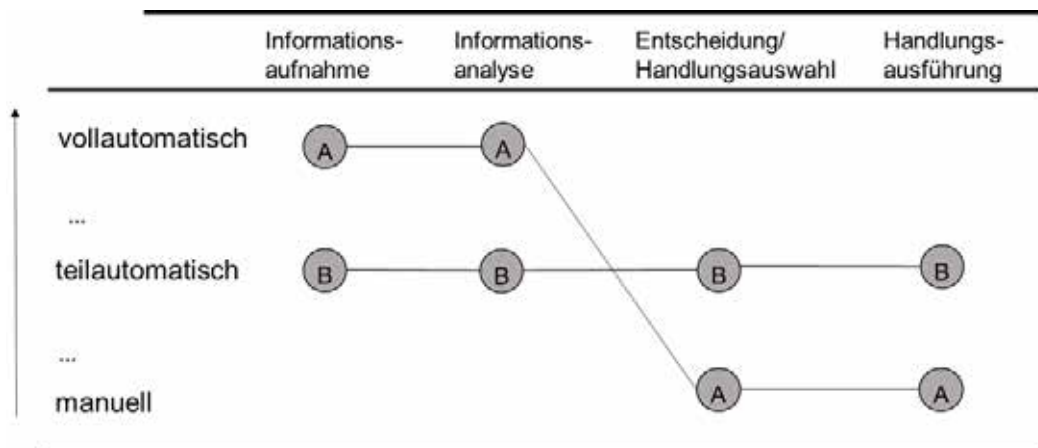 Informations-
aufnahme
Informations-
analyse
Entscheidung/
Handlungsauswahl
Handlungs-
ausführung
vollautomatisch
A
A
...
teilautomatisch
B
B
B
B
...
manuell
A
A